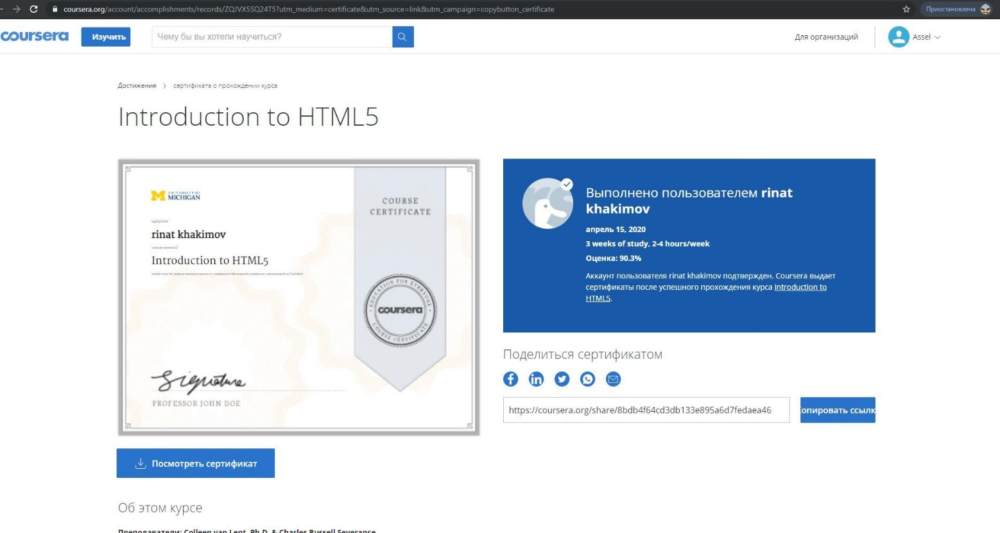 coursera.org/account/accomplishments/records/ZQJVX5SQ24T5?utm_medium=certificate&utm_source=link&utm_campaign=copybutton_certificate
Приостановлена
coursera
Изучить
Чему бы вы хотели научиться?
Для организаций
Assel
Достижения
сертификата о прохождении курса
Introduction to HTML5
UNIVERSITY OF
MICHIGAN
04/15/2020
rinat khakimov
Introduction to HTML5
COURSE
CERTIFICATE
EDUCATION FOR EVERYONE
coursera
COURSE CERTIFICATE
Signature
PROFESSOR JOHN DOE
Посмотреть сертификат
Выполнено пользователем rinat
khakimov
апрель 15, 2020
3 weeks of study, 2-4 hours/week
Оценка: 90.3%
Аккаунт пользователя rinat khakimov подтвержден. Coursera выдает
сертификаты после успешного прохождения курса Introduction to
HTML5.
Поделиться сертификатом
https://coursera.org/share/8bdb4f64cd3db133e895a6d7fedaea46
опировать ссылк
Об этом курсе
Преподаватели: Colleen van Lent, Ph.D. & Charles Russell Severance